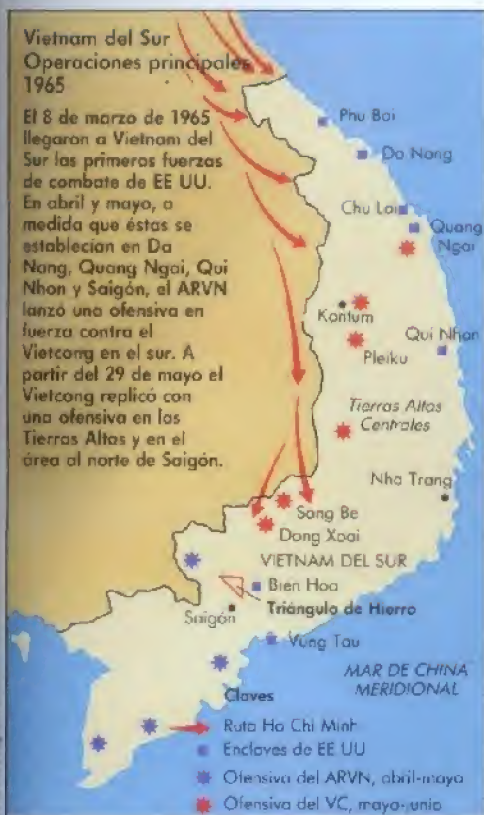 Vietnam del Sur
Operaciones principales
1965
El 8 de marzo de 1965
llegaron a Vietnam del
Sur las primeras fuerzas
de combate de EE UU.
En abril y mayo, a
medida que éstas se
establecían en Da
Nang, Quang Ngai, Qui
Nhon y Saigón, el ARVN
lanzó una ofensiva en
fuerza contra el
Vietcong en el sur. A
partir del 29 de mayo el
Vietcong replicó con
una ofensiva en las
Tierras Altas y en el
área al norte de Saigón.
Phu Bai
Da Nang
Chu Lai
Quang
Ngai
Kontum
Qui Nhon
Pleiku
Tierras Altas
Centrales
Nha Trang
Song Be
Dong Xoai
VIETNAM DEL SUR
Bien Hoa
Triángulo de Hierro
Saigón
Vung Tau
MAR DE CHINA
MERIDIONAL
Claves
Ruta Ho Chi Minh
Enclaves de EE UU
Ofensiva del ARVN, abril-mayo
Ofensiva del VC, mayo-junio